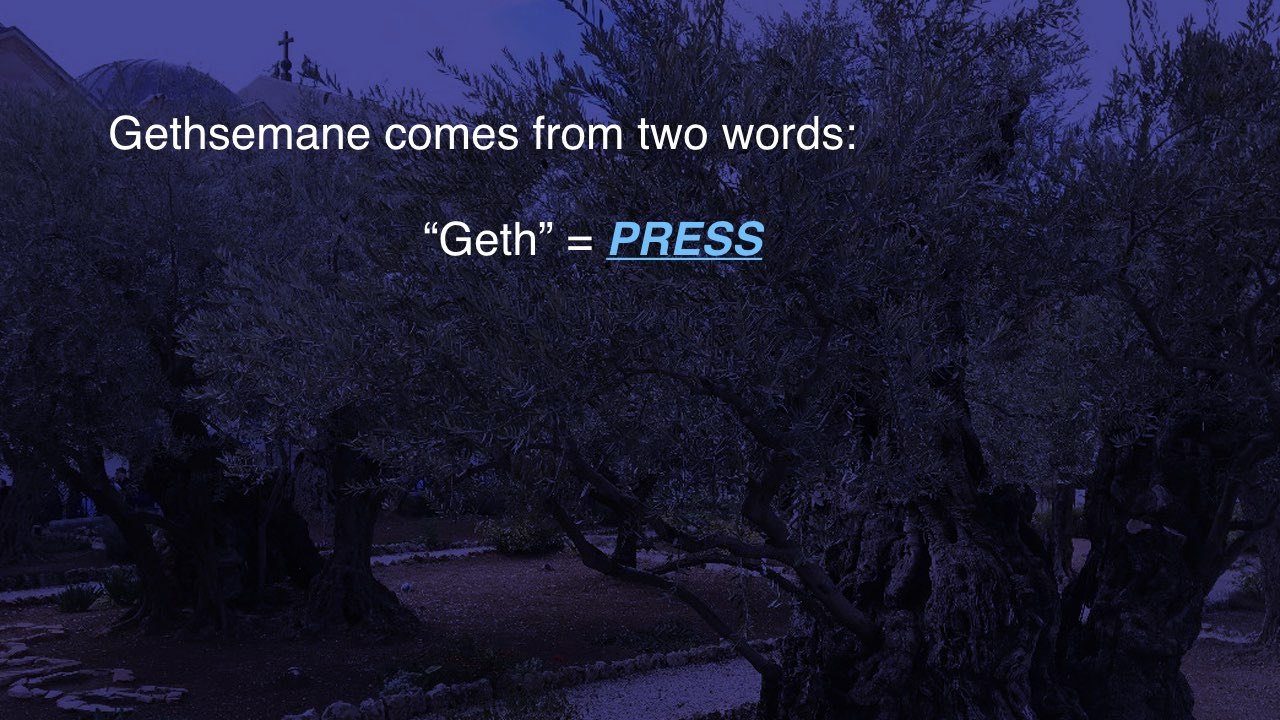 Gethsemane comes from two words:
“Geth” = PRESS